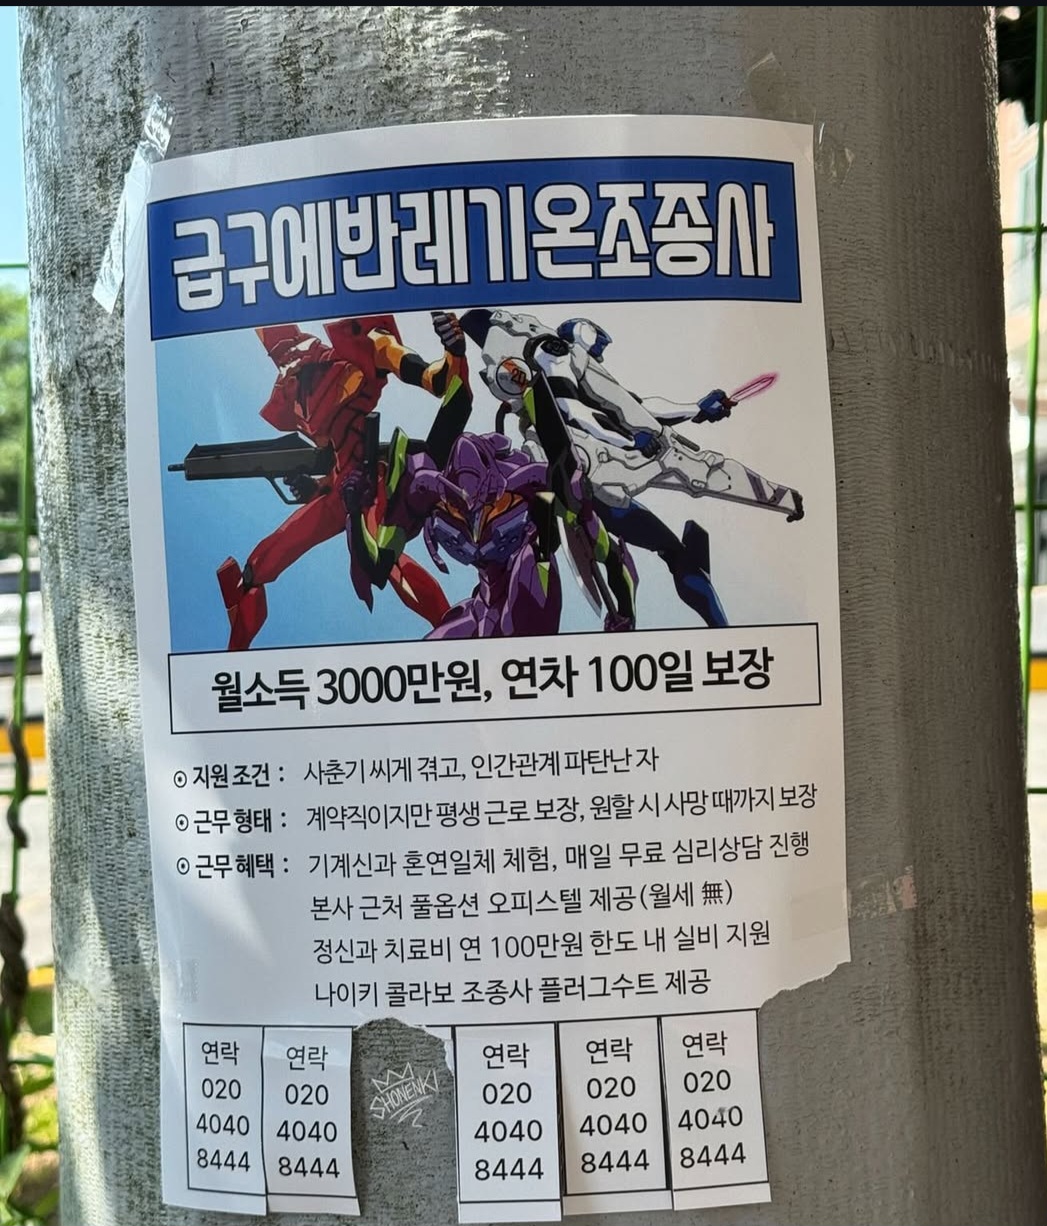 급구에반레기온조종사
월소득 3000만원, 연차 100일 보장
⊙ 지원 조건 : 사춘기 씨게 겪고, 인간관계 파탄난 자
⊙ 근무 형태 : 계약직이지만 평생 근로 보장, 원할 시 사망 때까지 보장
⊙ 근무 혜택 : 기계신과 혼연일체 체험, 매일 무료 심리상담 진행
본사 근처 풀옵션 오피스텔 제공(월세 無)
정신과 치료비 연 100만원 한도 내 실비 지원
나이키 콜라보 조종사 플러그수트 제공
연락
020
4040
8444
연락
020
4040
8444
SHONENKI
연락
020
4040
8444
연락
020
4040
8444
연락
020
4040
8444